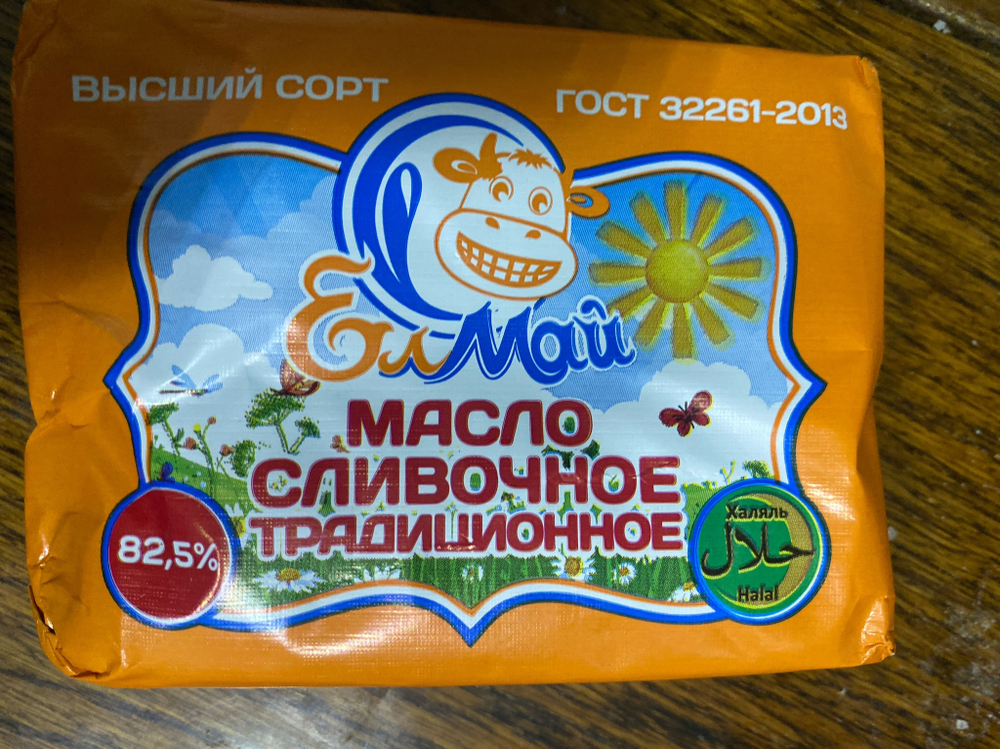 ВЫСШИЙ СОРТ
ГОСТ 32261-2013
ЕлМай
МАСЛО
СЛИВОЧНОЕ
ТРАДИЦИОННОЕ
82,5%
Халяль
حلال
Halal